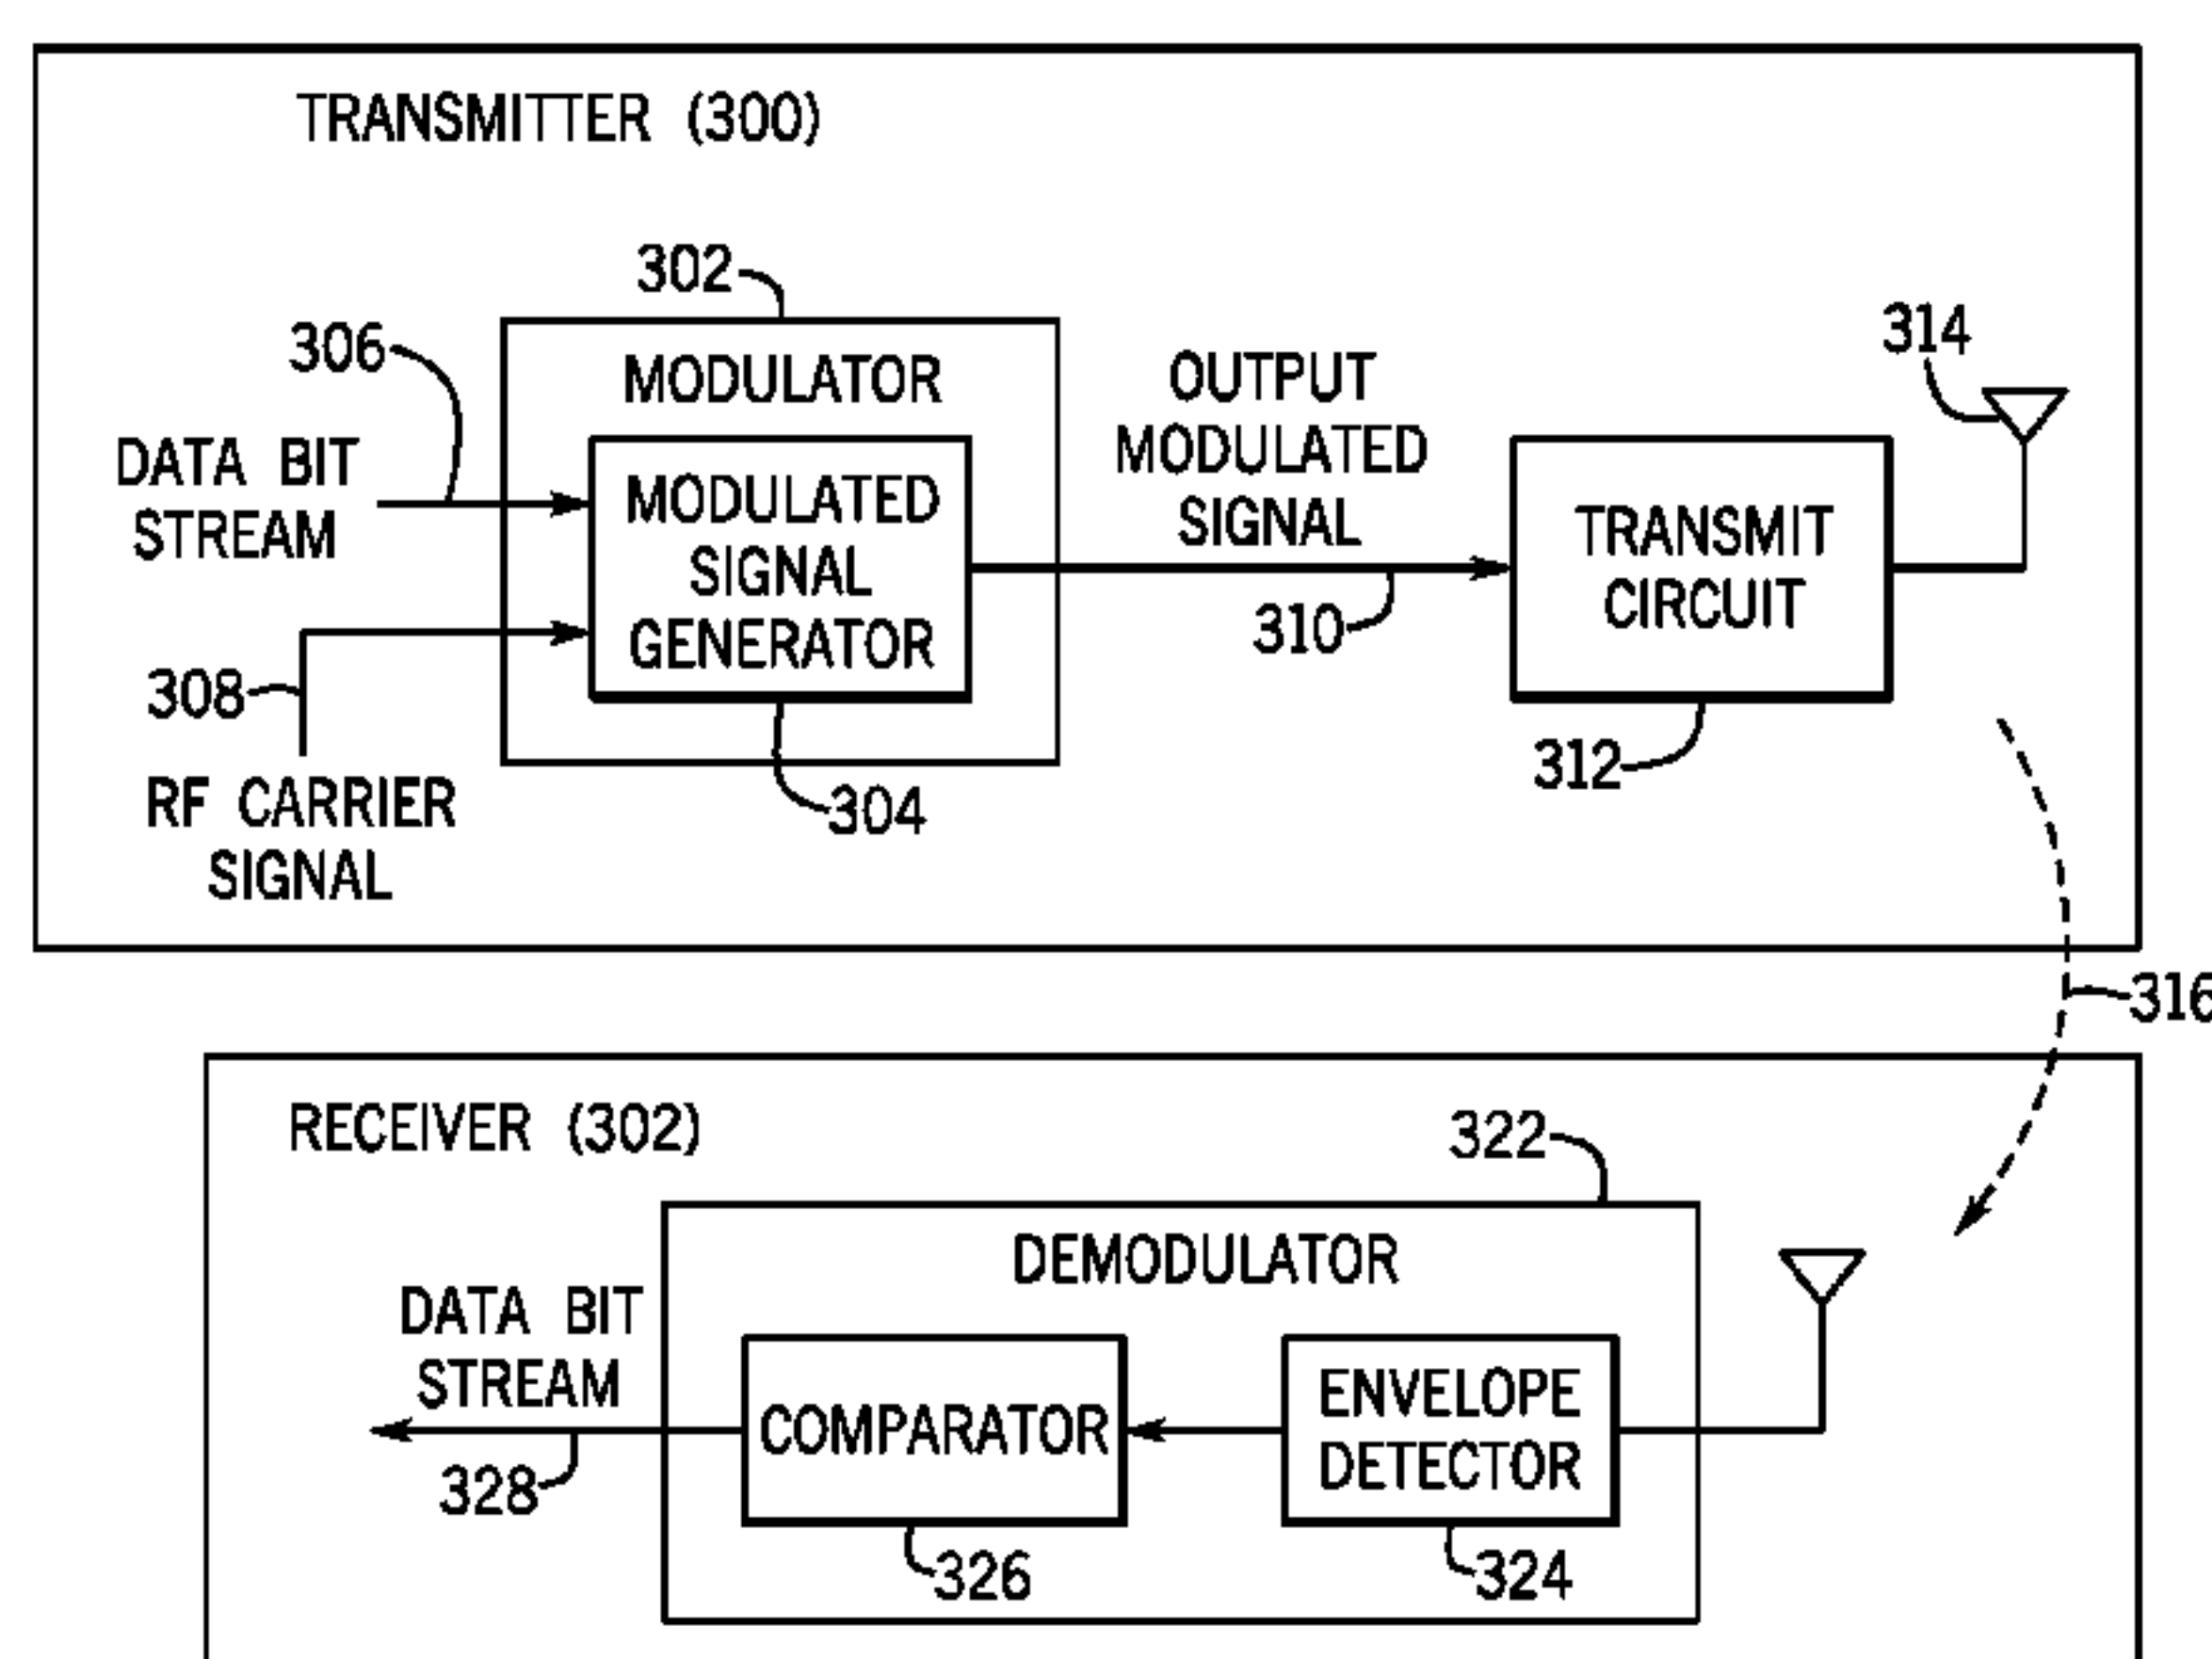 TRANSMITTER (300)
302
306
MODULATOR
DATA BIT
STREAM
MODULATED
SIGNAL
GENERATOR
308
RF CARRIER
SIGNAL
304
OUTPUT
MODULATED
SIGNAL
310
TRANSMIT
CIRCUIT
312
314
316
RECEIVER (302)
322
DEMODULATOR
DATA BIT
STREAM
328
COMPARATOR
326
ENVELOPE
DETECTOR
324